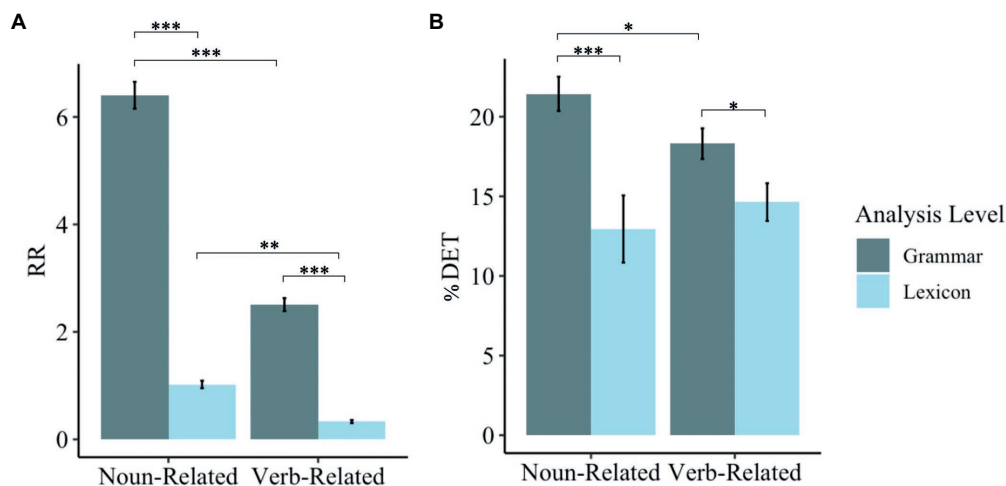 A
***
***
6
4
**
***
2
0
RR
Noun-Related Verb-Related
B
*
***
*
20
15
10
5
0
%DET
Noun-Related Verb-Related
Analysis Level
Grammar
Lexicon